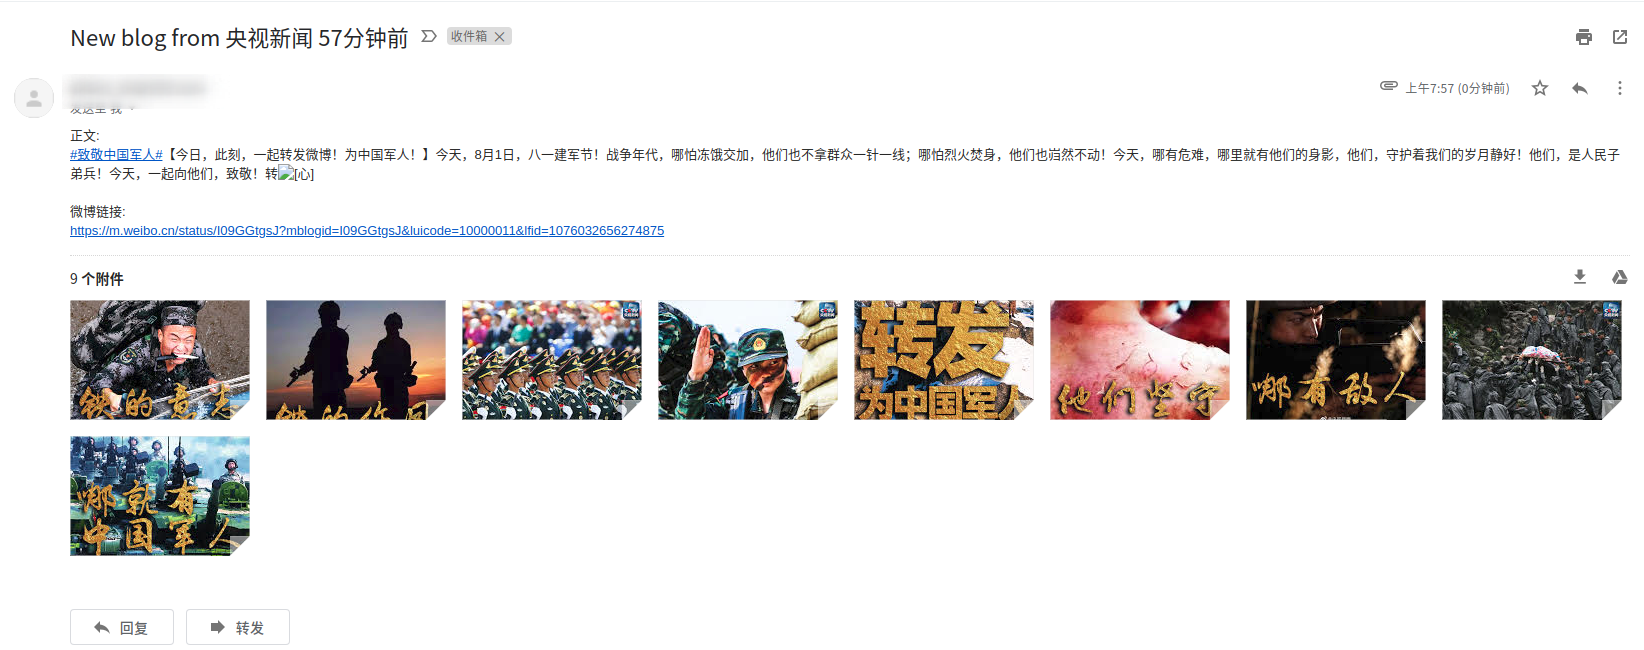 New blog from 央视新闻 57分钟前
收件箱
上午7:57 (0分钟前)
发送至 我
正文:
#致敬中国军人#【今日，此刻，一起转发微博！为中国军人！】今天，8月1日，八一建军节！战争年代，哪怕冻饿交加，他们也不拿群众一针一线；哪怕烈火焚身，他们也岿然不动！今天，哪有危难，哪里就有他们的身影，他们，守护着我们的岁月静好！他们，是人民子
弟兵！今天，一起向他们，致敬！转[心]
微博链接:
https://m.weibo.cn/status/I09GGtgsJ?mblogid=I09GGtgsJ&luicode=10000011&lfid=1076032656274875
9 个附件
铁的意志
铁的作风
转发
为中国军人
他们坚守
哪有敌人
哪就有
中国军人
回复
转发